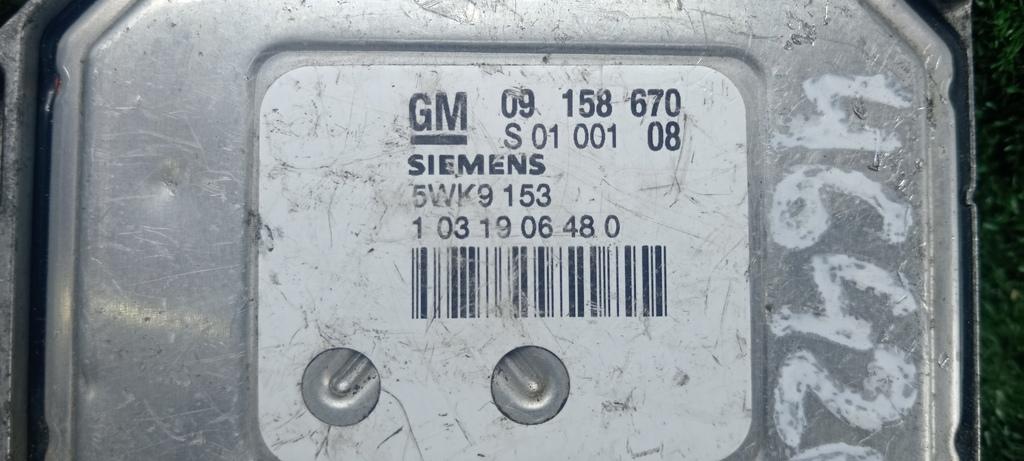 GM 09 158 670
S 01 001 08
SIEMENS
5WK9 153
1 03 19 06 48 0